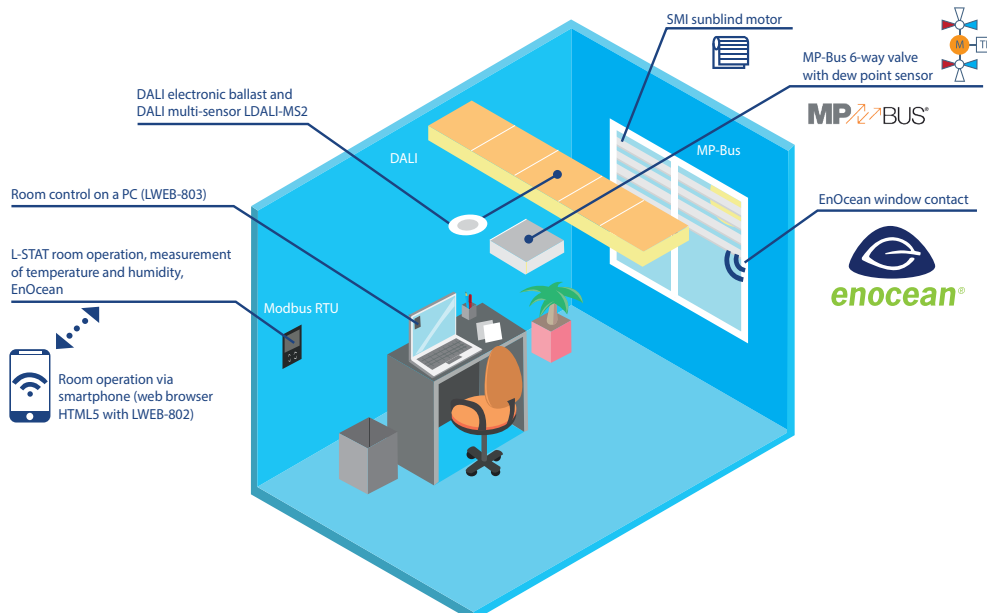 SMI sunblind motor
M
MP-Bus 6-way valve
with dew point sensor
MP BUS®
DALI electronic ballast and
DALI multi-sensor LDALI-MS2
DALI
MP-Bus
Room control on a PC (LWEB-803)
EnOcean window contact
enocean®
L-STAT room operation, measurement
of temperature and humidity,
EnOcean
Modbus RTU
Room operation via
smartphone (web browser
HTML5 with LWEB-802)